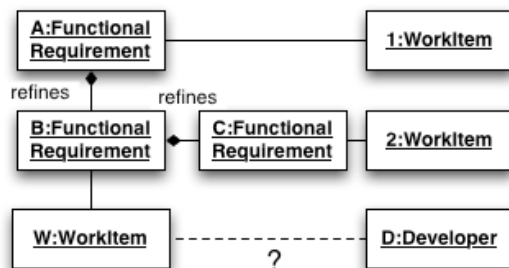 A:Functional
Requirement
1:WorkItem
refines
refines
B:Functional
Requirement
C:Functional
Requirement
2:WorkItem
W:WorkItem
?
D:Developer